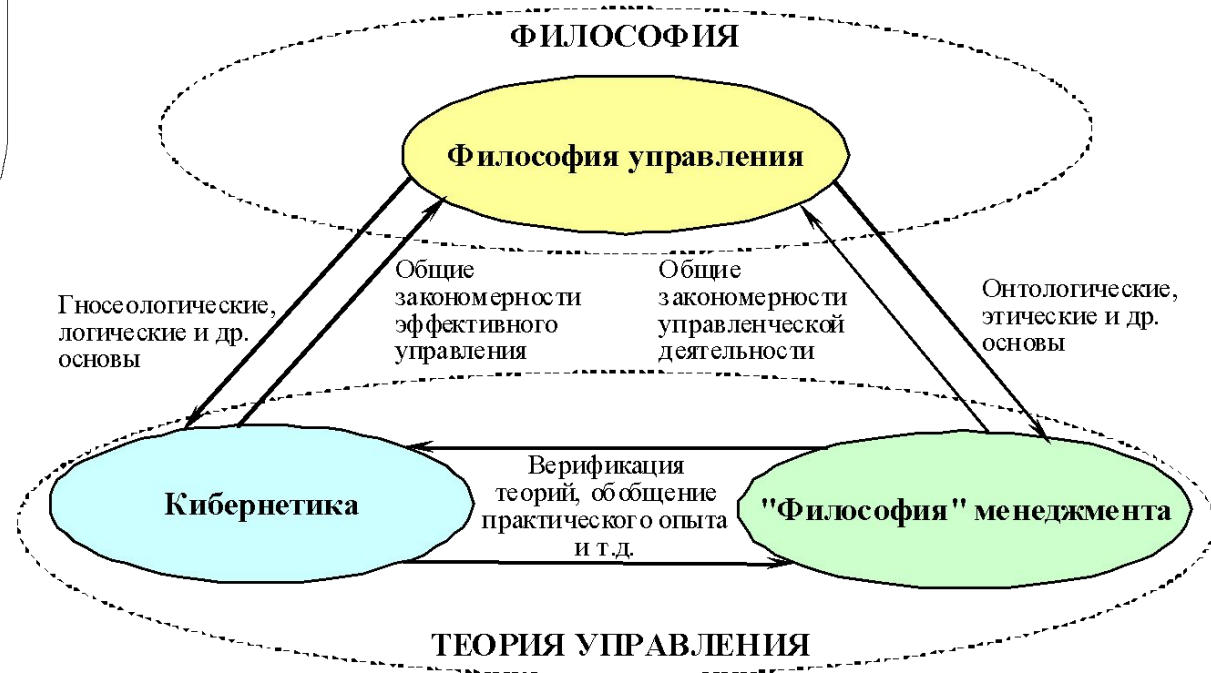 ФИЛОСОФИЯ
Философия управления
Гносеологические,
логические и др.
основы
Общие
закономерности
эффективного
управления
Общие
закономерности
управленческой
деятельности
Онтологические,
этические и др.
основы
Кибернетика
Верификация
теорий, обобщение
практического опыта
и т.д.
"Философия" менеджмента
ТЕОРИЯ УПРАВЛЕНИЯ